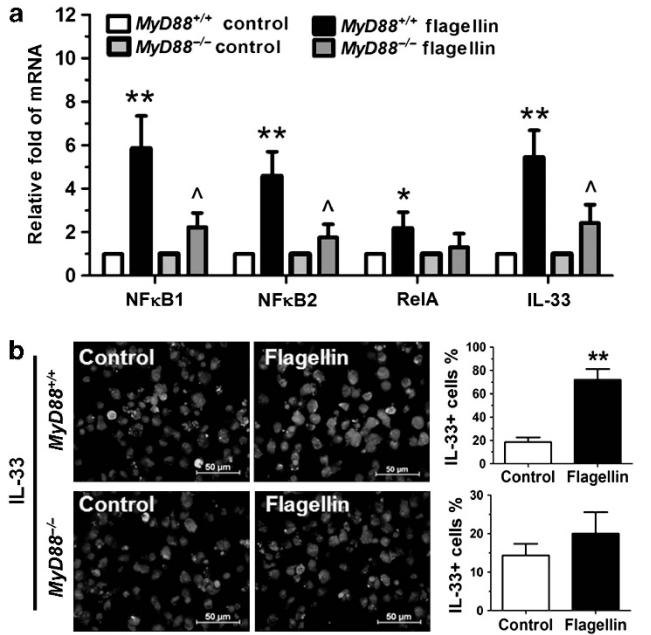 a
MyD88+/+ control
MyD88+/+ flagellin
MyD88−/− control
MyD88−/− flagellin
Relative fold of mRNA
12
10
8
6
4
2
0
**
^
**
^
*
**
^
NFκB1 NFκB2 RelA IL-33
b
IL-33
MyD88+/+
Control
50 μm
Flagellin
50 μm
IL-33+ cells %
100
80
60
40
20
0
**
Control Flagellin
MyD88−/−
Control
50 μm
Flagellin
50 μm
IL-33+ cells %
30
20
10
0
Control Flagellin